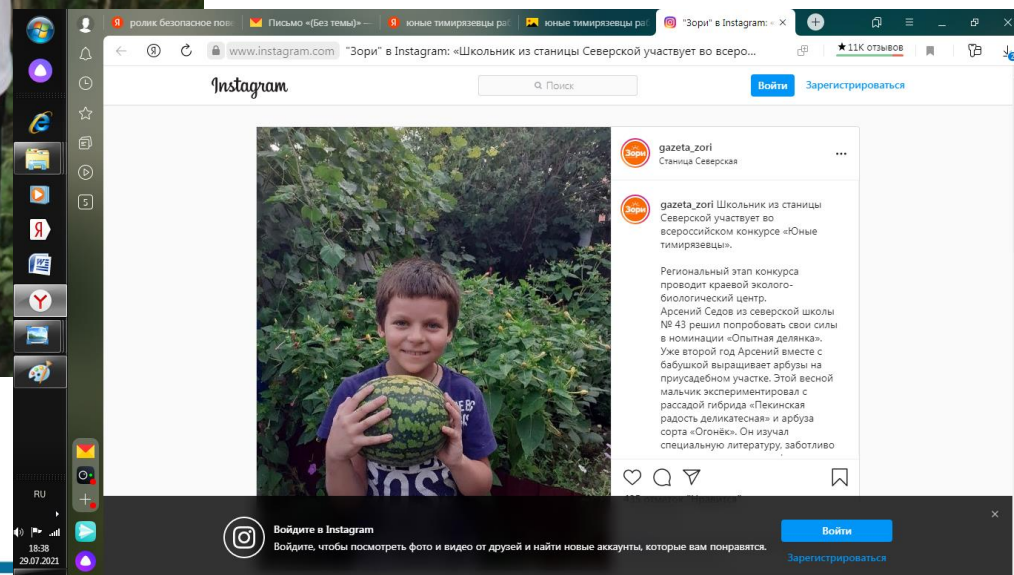 ролик безопасное пове
Письмо «(Без темы)» —
юные тимирязевцы раб
юные тимирязевцы раб
"Зори" в Instagram: «
www.instagram.com "Зори" в Instagram: «Школьник из станицы Северской участвует во всеро...
★11K отзывов
Instagram
Поиск
Войти
Зарегистрироваться
Зори
gazeta_zori
Станица Северская
Зори
gazeta_zori Школьник из станицы
Северской участвует во
всероссийском конкурсе «Юные
тимирязевцы».
Региональный этап конкурса
проводит краевой эколого-
биологический центр.
Арсений Седов из северской школы
№ 43 решил попробовать свои силы
в номинации «Опытная делянка».
Уже второй год Арсений вместе с
бабушкой выращивает арбузы на
приусадебном участке. Этой весной
мальчик экспериментировал с
рассадой гибрида «Пекинская
радость деликатесная» и арбуза
сорта «Огонёк». Он изучал
специальную литературу, заботливо
Войдите в Instagram
Войдите, чтобы посмотреть фото и видео от друзей и найти новые аккаунты, которые вам понравятся.
Войти
Зарегистрироваться
RU
18:38
29.07.2021